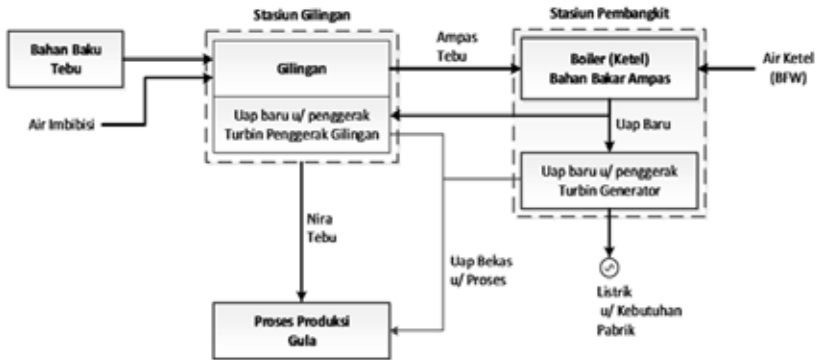 Stasiun Gilingan
Stasiun Pembangkit
Bahan Baku
Tebu
Gilingan
Ampas
Tebu
Boiler (Ketel)
Bahan Bakar Ampas
Air Ketel
(BFW)
Air Imbibisi
Uap baru u/ penggerak
Turbin Penggerak Gilingan
Uap Baru
Uap baru u/ penggerak
Turbin Generator
Nira
Tebu
Uap Bekas
u/ Proses
Listrik
u/ Kebutuhan
Pabrik
Proses Produksi
Gula